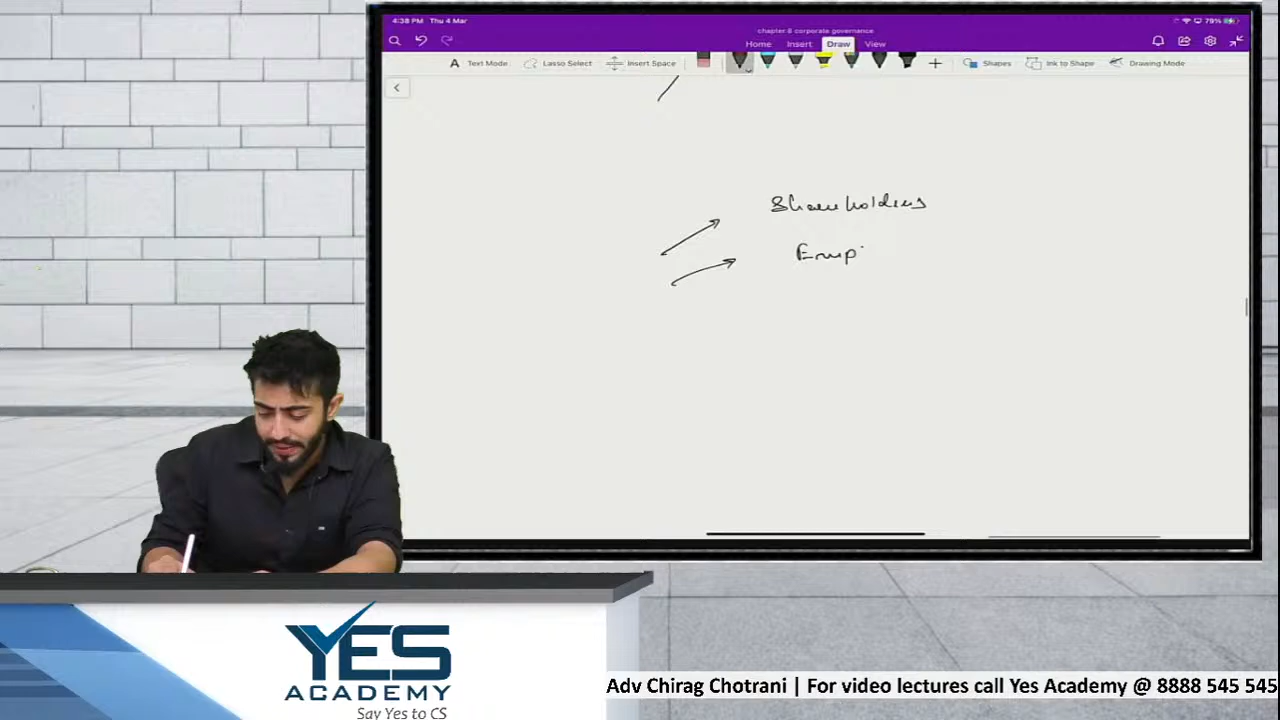 4:38 PM Thu 4 Mar
79%
chapter 8 corporate governance
Home Insert Draw View
Text Mode Lasso Select Insert Space Shapes Ink to Shape Drawing Mode
Shareholders
Emp
YES
ACADEMY
Say Yes to CS
Adv Chirag Chotrani | For video lectures call Yes Academy @ 8888 545 545